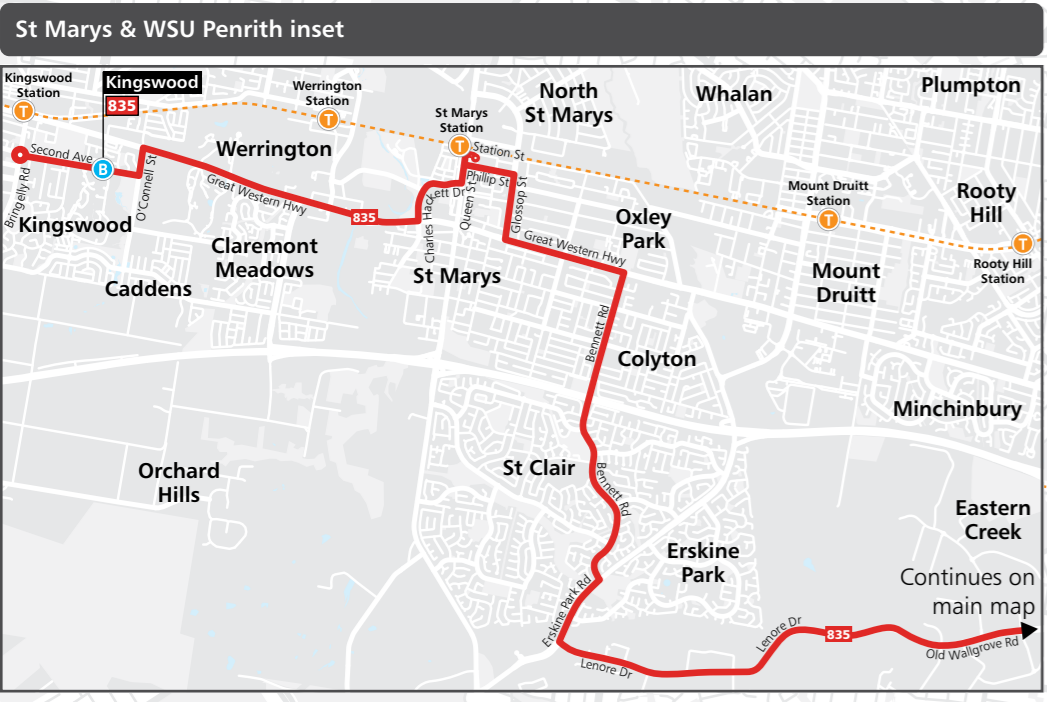 St Marys & WSU Penrith inset
Kingswood
Station
T
Kingswood
835
Werrington
Station
T
St Marys
Station
T
North
St Marys
Whalan
Plumpton
Second Ave
B
O'Connell St
Bringelly Rd
Werrington
Station St
Phillip St
Great Western Hwy
835
Charles Hackett Dr
Queen St
Glossop St
Mount Druitt
Station
T
Rooty
Hill
T
Rooty Hill
Station
Kingswood
Claremont
Meadows
Caddens
St Marys
Great Western Hwy
Oxley
Park
Mount
Druitt
Bennett Rd
Colyton
Minchinbury
Orchard
Hills
St Clair
Bennett Rd
Eastern
Creek
Erskine
Park
Continues on
main map
Erskine Park Rd
Lenore Dr
Lenore Dr
835
Old Wallgrove Rd